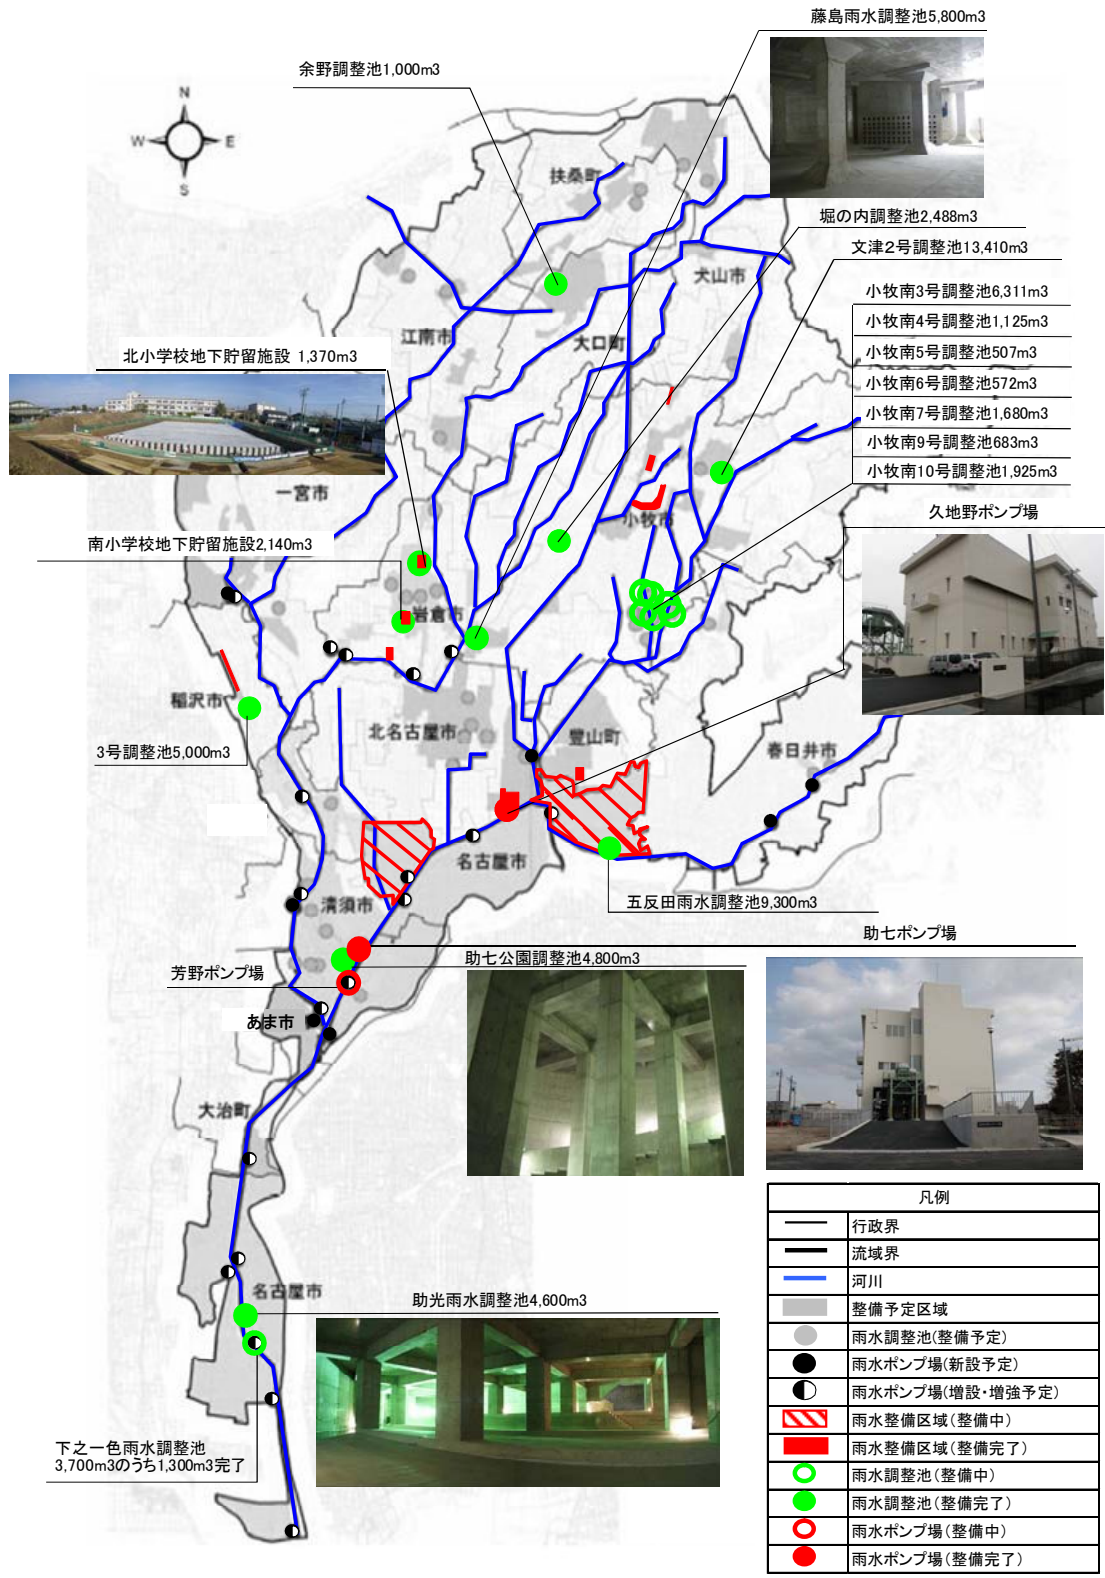 藤島雨水調整池5,800m3
余野調整池1,000m3
N
W
E
S
扶桑町
堀の内調整池2,488m3
文津2号調整池13,410m3
犬山市
小牧南3号調整池6,311m3
小牧南4号調整池1,125m3
小牧南5号調整池507m3
小牧南6号調整池572m3
小牧南7号調整池1,680m3
小牧南9号調整池683m3
小牧南10号調整池1,925m3
江南市
大口町
北小学校地下貯留施設 1,370m3
一宮市
小牧市
久地野ポンプ場
南小学校地下貯留施設2,140m3
岩倉市
稲沢市
北名古屋市
豊山町
春日井市
3号調整池5,000m3
名古屋市
清須市
五反田雨水調整池9,300m3
助七ポンプ場
助七公園調整池4,800m3
芳野ポンプ場
あま市
大治町
名古屋市
助光雨水調整池4,600m3
下之一色雨水調整池
3,700m3のうち1,300m3完了
凡例
行政界
流域界
河川
整備予定区域
雨水調整池(整備予定)
雨水ポンプ場(新設予定)
雨水ポンプ場(増設・増強予定)
雨水整備区域(整備中)
雨水整備区域(整備完了)
雨水調整池(整備中)
雨水調整池(整備完了)
雨水ポンプ場(整備中)
雨水ポンプ場(整備完了)